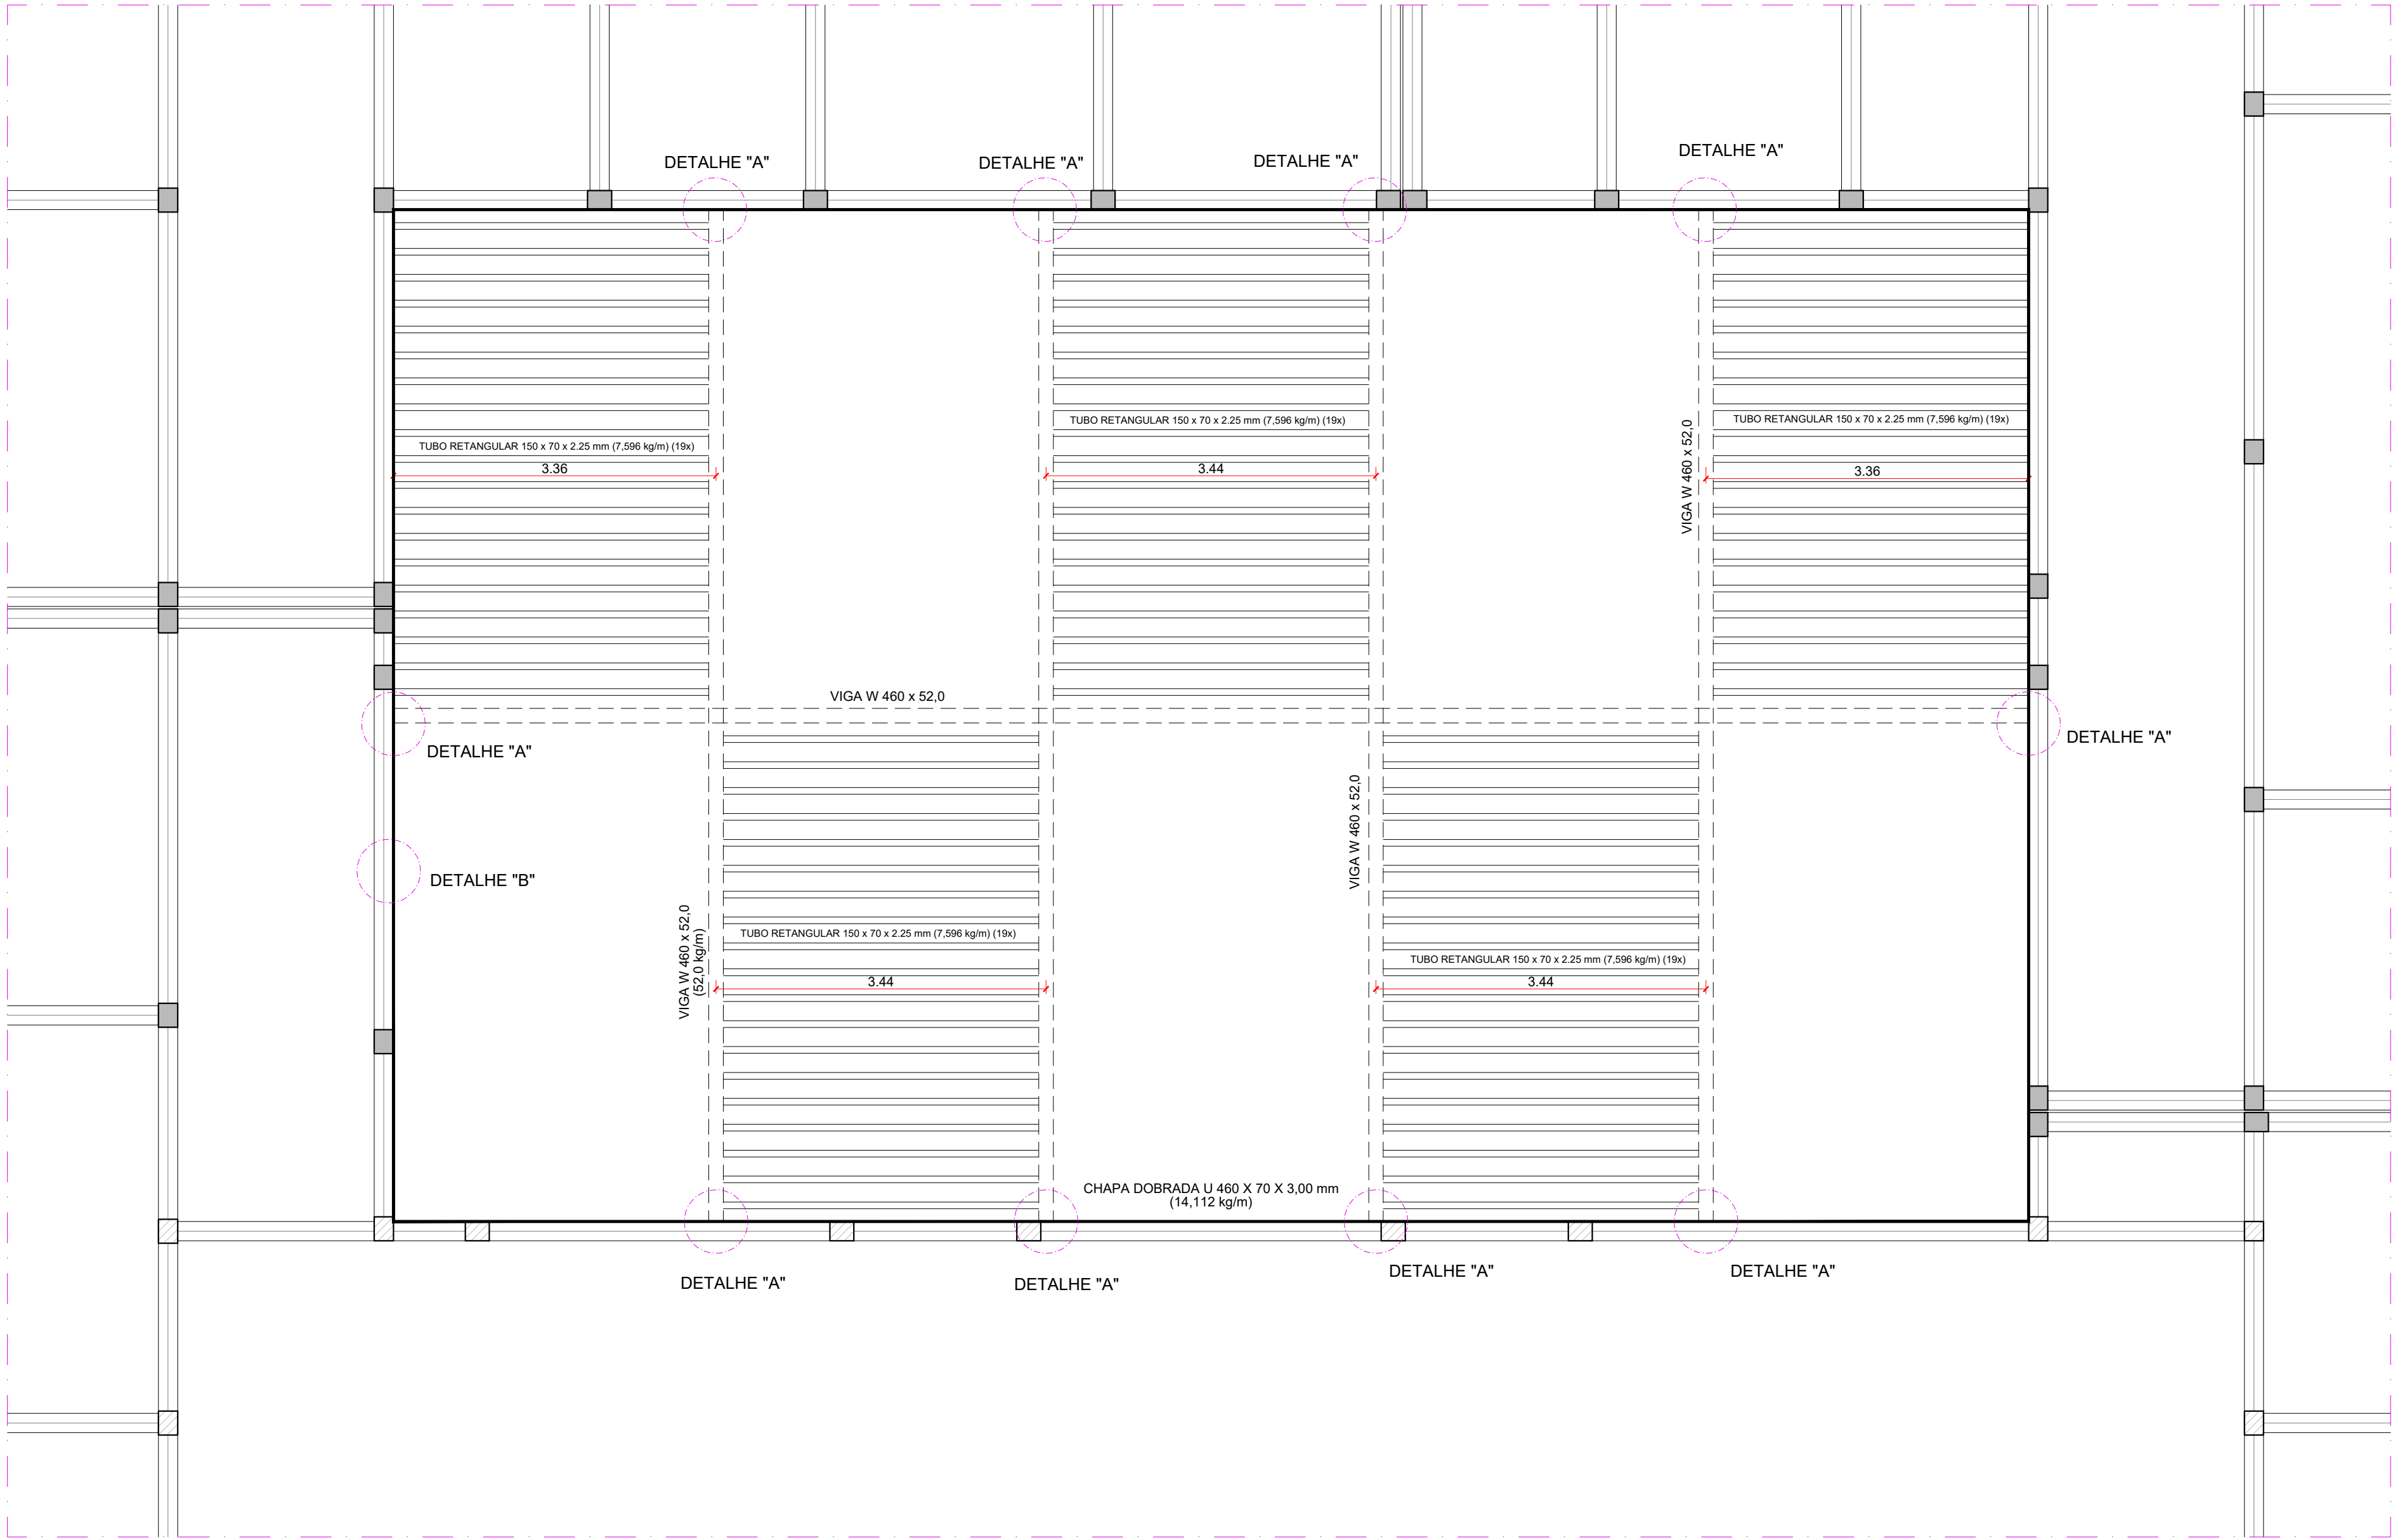 DETALHE "A"
DETALHE "A"
DETALHE "A"
DETALHE "A"
TUBO RETANGULAR 150 x 70 x 2.25 mm (7,596 kg/m) (19x)
3.36
TUBO RETANGULAR 150 x 70 x 2.25 mm (7,596 kg/m) (19x)
3.44
VIGA W 460 x 52,0
TUBO RETANGULAR 150 x 70 x 2.25 mm (7,596 kg/m) (19x)
3.36
VIGA W 460 x 52,0
DETALHE "A"
DETALHE "A"
DETALHE "B"
VIGA W 460 x 52,0
(52,0 kg/m)
TUBO RETANGULAR 150 x 70 x 2.25 mm (7,596 kg/m) (19x)
3.44
VIGA W 460 x 52,0
TUBO RETANGULAR 150 x 70 x 2.25 mm (7,596 kg/m) (19x)
3.44
CHAPA DOBRADA U 460 X 70 X 3,00 mm
(14,112 kg/m)
DETALHE "A"
DETALHE "A"
DETALHE "A"
DETALHE "A"